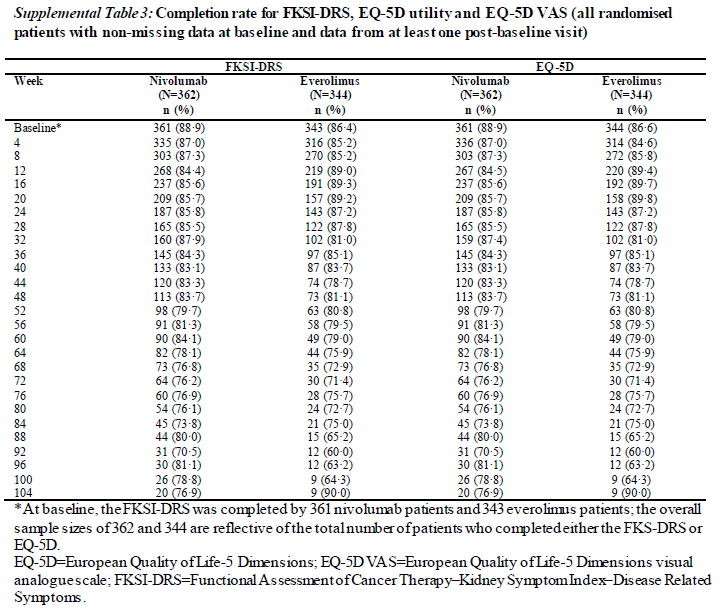 Supplemental Table 3: Completion rate for FKSI-DRS, EQ-5D utility and EQ-5D VAS (all randomised
patients with non-missing data at baseline and data from at least one post-baseline visit)
FKSI-DRS EQ-5D
Week Nivolumab Everolimus Nivolumab Everolimus
(N=362) (N=344) (N=362) (N=344)
n (%) n (%) n (%) n (%)
Baseline* 361 (88·9) 343 (86·4) 361 (88·9) 344 (86·6)
4 335 (87·0) 316 (85·2) 336 (87·0) 314 (84·6)
8 303 (87·3) 270 (85·2) 303 (87·3) 272 (85·8)
12 268 (84·4) 219 (89·0) 267 (84·5) 220 (89·4)
16 237 (85·6) 191 (89·3) 237 (85·6) 192 (89·7)
20 209 (85·7) 157 (89·2) 209 (85·7) 158 (89·8)
24 187 (85·8) 143 (87·2) 187 (85·8) 143 (87·2)
28 165 (85·5) 122 (87·8) 165 (85·5) 122 (87·8)
32 160 (87·9) 102 (81·0) 159 (87·4) 102 (81·0)
36 145 (84·3) 97 (85·1) 145 (84·3) 97 (85·1)
40 133 (83·1) 87 (83·7) 133 (83·1) 87 (83·7)
44 120 (83·3) 74 (78·7) 120 (83·3) 74 (78·7)
48 113 (83·7) 73 (81·1) 113 (83·7) 73 (81·1)
52 98 (79·7) 63 (80·8) 98 (79·7) 63 (80·8)
56 91 (81·3) 58 (79·5) 91 (81·3) 58 (79·5)
60 90 (84·1) 49 (79·0) 90 (84·1) 49 (79·0)
64 82 (78·1) 44 (75·9) 82 (78·1) 44 (75·9)
68 73 (76·8) 35 (72·9) 73 (76·8) 35 (72·9)
72 64 (76·2) 30 (71·4) 64 (76·2) 30 (71·4)
76 60 (76·9) 28 (75·7) 60 (76·9) 28 (75·7)
80 54 (76·1) 24 (72·7) 54 (76·1) 24 (72·7)
84 45 (73·8) 21 (75·0) 45 (73·8) 21 (75·0)
88 44 (80·0) 15 (65·2) 44 (80·0) 15 (65·2)
92 31 (70·5) 12 (60·0) 31 (70·5) 12 (60·0)
96 30 (81·1) 12 (63·2) 30 (81·1) 12 (63·2)
100 26 (78·8) 9 (64·3) 26 (78·8) 9 (64·3)
104 20 (76·9) 9 (90·0) 20 (76·9) 9 (90·0)
*At baseline, the FKSI-DRS was completed by 361 nivolumab patients and 343 everolimus patients; the overall
sample sizes of 362 and 344 are reflective of the total number of patients who completed either the FKS-DRS or
EQ-5D.
EQ-5D=European Quality of Life-5 Dimensions; EQ-5D VAS=European Quality of Life-5 Dimensions visual
analogue scale; FKSI-DRS=Functional Assessment of Cancer Therapy–Kidney Symptom Index–Disease Related
Symptoms.